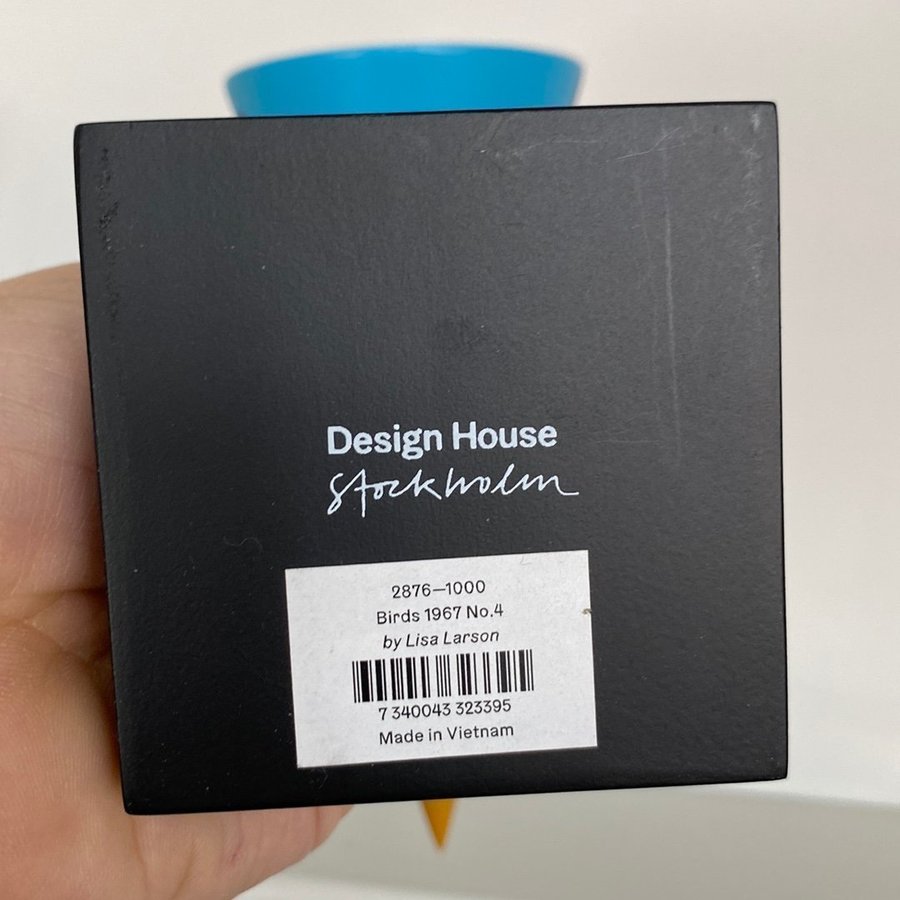 Design House
Stockholm
2876—1000
Birds 1967 No.4
by Lisa Larson
7 340043 323395
Made in Vietnam